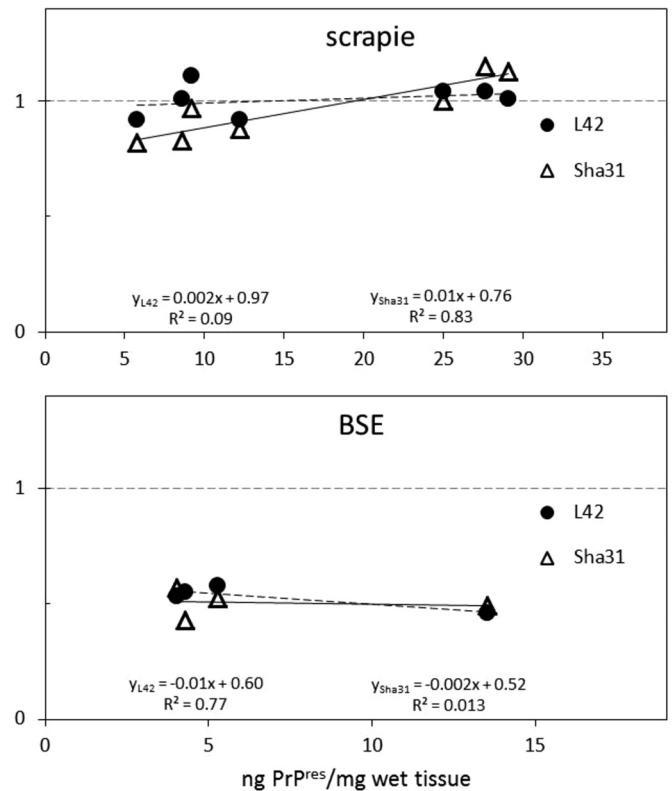 scrapie
1
L42
Sha31
yL42 = 0.002x + 0.97
R² = 0.09
ySha31 = 0.01x + 0.76
R² = 0.83
0
0 5 10 15 20 25 30 35
BSE
1
L42
Sha31
yL42 = -0.01x + 0.60
R² = 0.77
ySha31 = -0.002x + 0.52
R² = 0.013
0
0 5 10 15
ng PrPʳᵉˢ/mg wet tissue